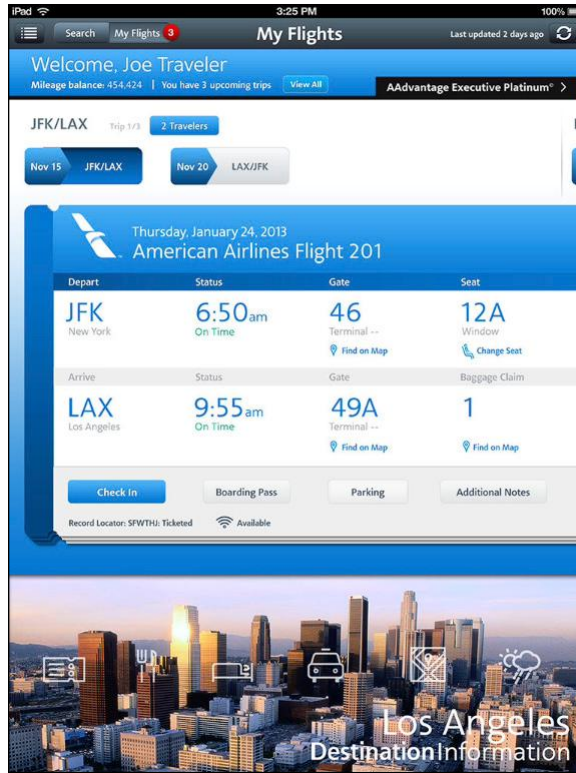 iPad 3:25 PM 100%
Search My Flights 3 My Flights Last updated 2 days ago
Welcome, Joe Traveler
Mileage balance: 454,424 | You have 3 upcoming trips View All AAdvantage Executive Platinum® >
JFK/LAX Trip 1/3 2 Travelers
Nov 15 JFK/LAX Nov 20 LAX/JFK
Thursday, January 24, 2013
American Airlines Flight 201
Depart Status Gate Seat
JFK 6:50am 46 12A
New York On Time Terminal -- Window
Find on Map Change Seat
Arrive Status Gate Baggage Claim
LAX 9:55am 49A 1
Los Angeles On Time Terminal --
Find on Map Find on Map
Check In Boarding Pass Parking Additional Notes
Record Locator: SFWTHJ: Ticketed Available
Los Angeles
DestinationInformation